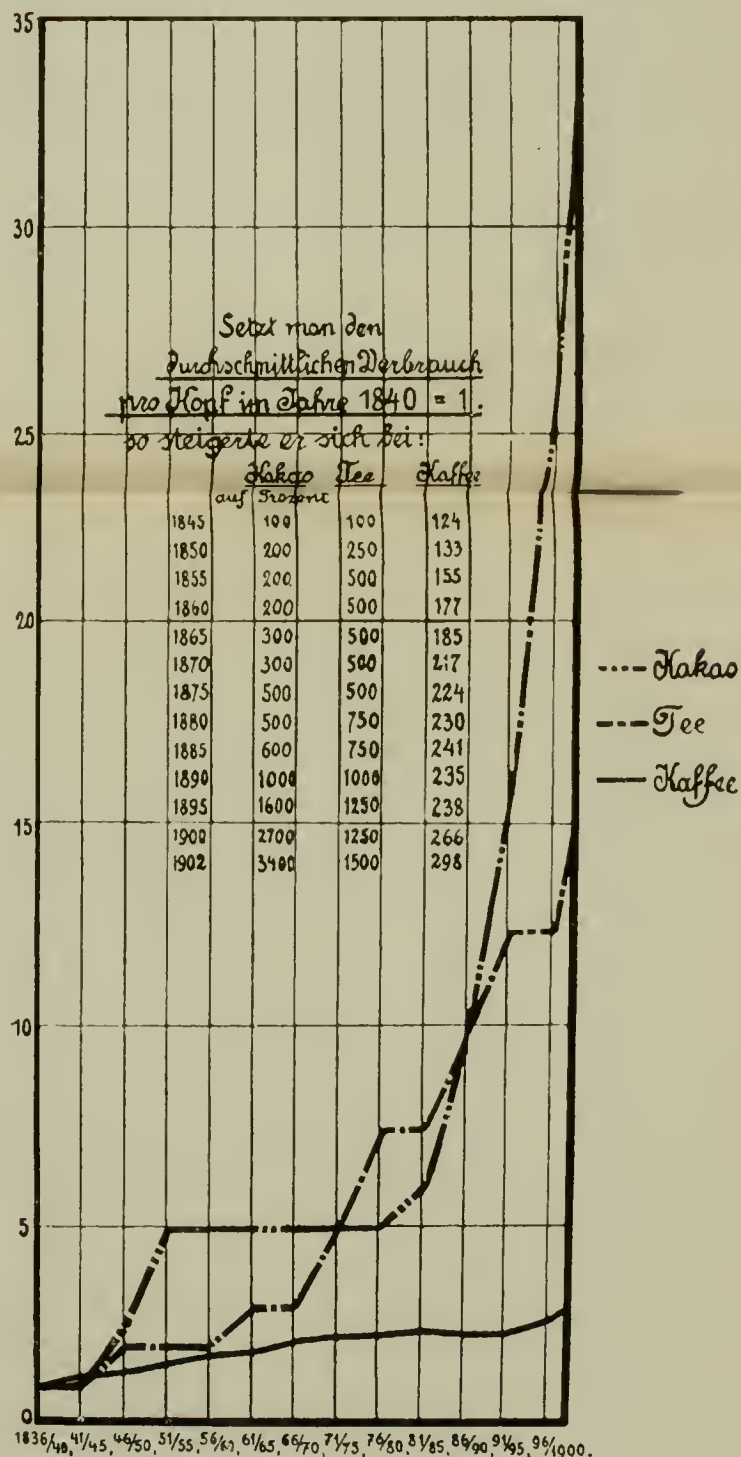 35
30
25
20
15
10
5
0
Setzt man den
durchschnittlichen Verbrauch
pro Kopf im Jahre 1840 = 1.
so steigerte er sich bei:
Kakao Tee Kaffee
auf Prozent
1845 100 100 124
1850 200 250 133
1855 200 500 155
1860 200 500 177
1865 300 500 185
1870 300 500 217
1875 500 500 224
1880 500 750 230
1885 600 750 241
1890 1000 1000 235
1895 1600 1250 238
1900 2700 1250 266
1902 3400 1500 298
Kakao
Tee
Kaffee
1836/40, 41/45, 46/50, 51/55, 56/60, 61/65, 66/70, 71/75, 76/80, 81/85, 86/90, 91/95, 96/1000.